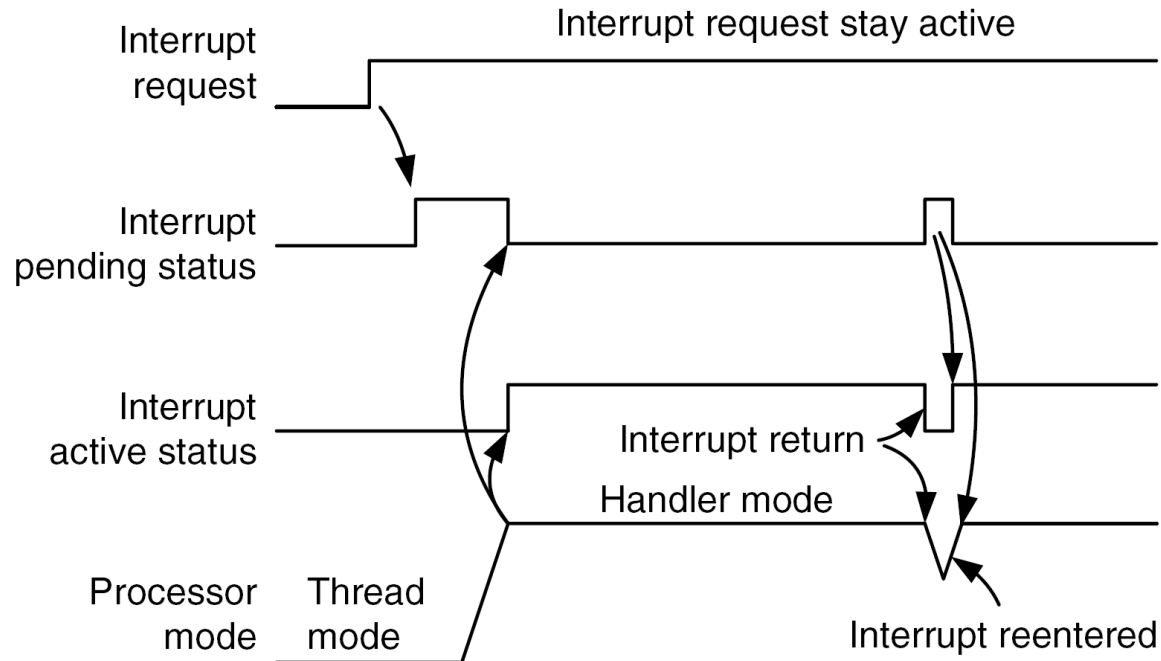 Interrupt request stay active
Interrupt
request
Interrupt
pending status
Interrupt
active status
Interrupt return
Handler mode
Processor
mode
Thread
mode
Interrupt reentered